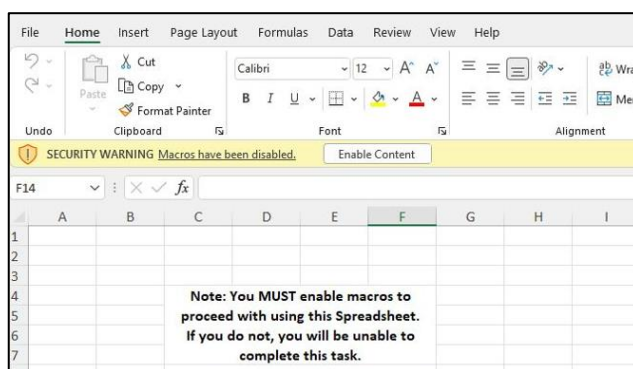 File Home Insert Page Layout Formulas Data Review View Help
Cut
Calibri 12 A^ A˅ ab Wra
Paste Copy
Format Painter B I U A Me
Undo Clipboard Font Alignment
SECURITY WARNING Macros have been disabled. Enable Content
F14 fx
A B C D E F G H I
1
2
3
4 Note: You MUST enable macros to
5 proceed with using this Spreadsheet.
6 If you do not, you will be unable to
7 complete this task.